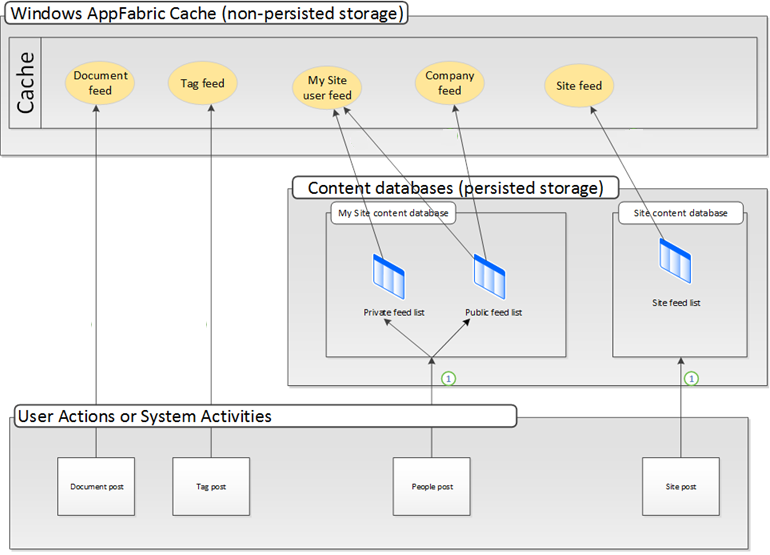 Windows AppFabric Cache (non-persisted storage)
Cache
Document
feed
Tag feed
My Site
user feed
Company
feed
Site feed
Content databases (persisted storage)
My Site content database
Site content database
Private feed list
Public feed list
Site feed list
1
1
User Actions or System Activities
Document post
Tag post
People post
Site post